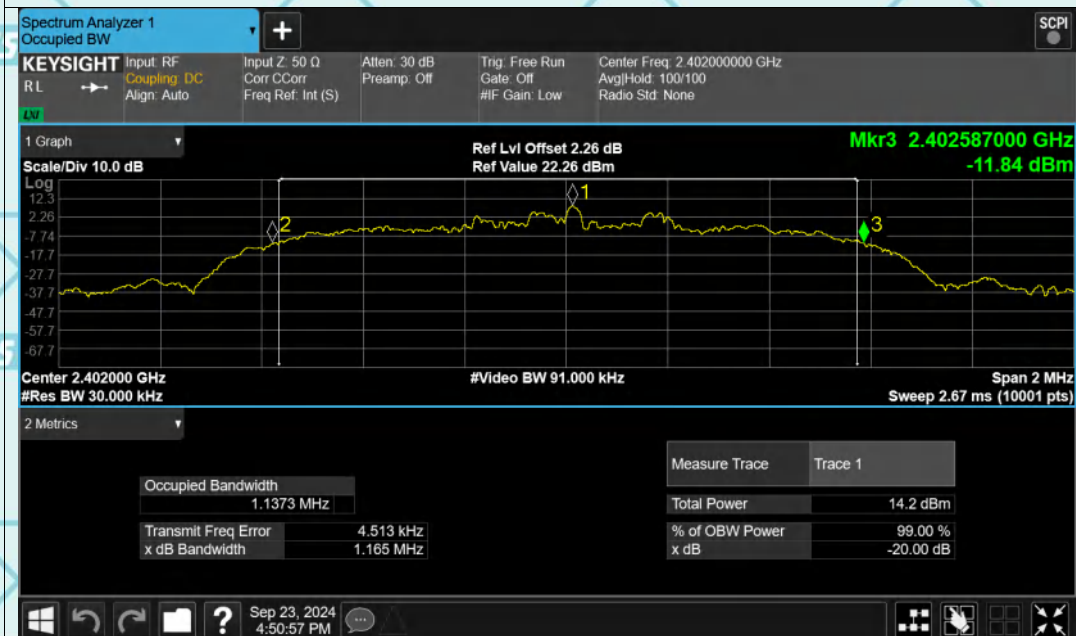 Spectrum Analyzer 1
Occupied BW
+
SCPI
KEYSIGHT
RL
LXI
Input: RF
Coupling: DC
Align: Auto
Input Z: 50 Ω
Corr CCorr
Freq Ref: Int (S)
Atten: 30 dB
Preamp: Off
Trig: Free Run
Gate: Off
#IF Gain: Low
Center Freq: 2.402000000 GHz
Avg|Hold: 100/100
Radio Std: None
1 Graph
Scale/Div 10.0 dB
Ref Lvl Offset 2.26 dB
Ref Value 22.26 dBm
Mkr3 2.402587000 GHz
-11.84 dBm
Log
12.3
2.26
-7.74
-17.7
-27.7
-37.7
-47.7
-57.7
-67.7
1
2
3
Center 2.402000 GHz
#Video BW 91.000 kHz
Span 2 MHz
#Res BW 30.000 kHz
Sweep 2.67 ms (10001 pts)
2 Metrics
Measure Trace Trace 1
Occupied Bandwidth
1.1373 MHz
Total Power 14.2 dBm
Transmit Freq Error 4.513 kHz
% of OBW Power 99.00 %
x dB Bandwidth 1.165 MHz
x dB -20.00 dB
?
Sep 23, 2024
4:50:57 PM